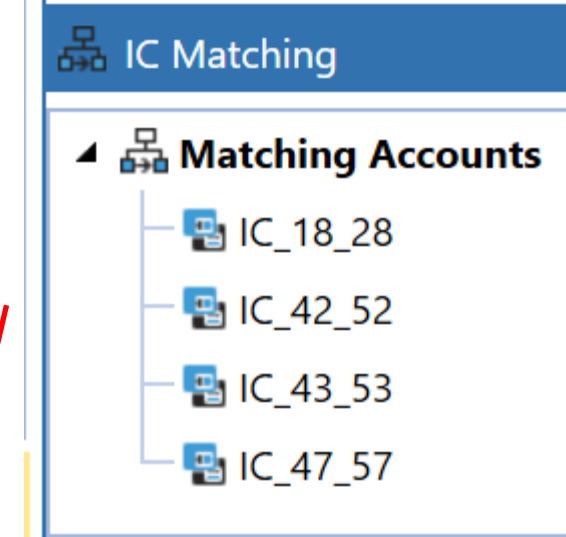 IC Matching
Matching Accounts
IC_18_28
IC_42_52
IC_43_53
IC_47_57